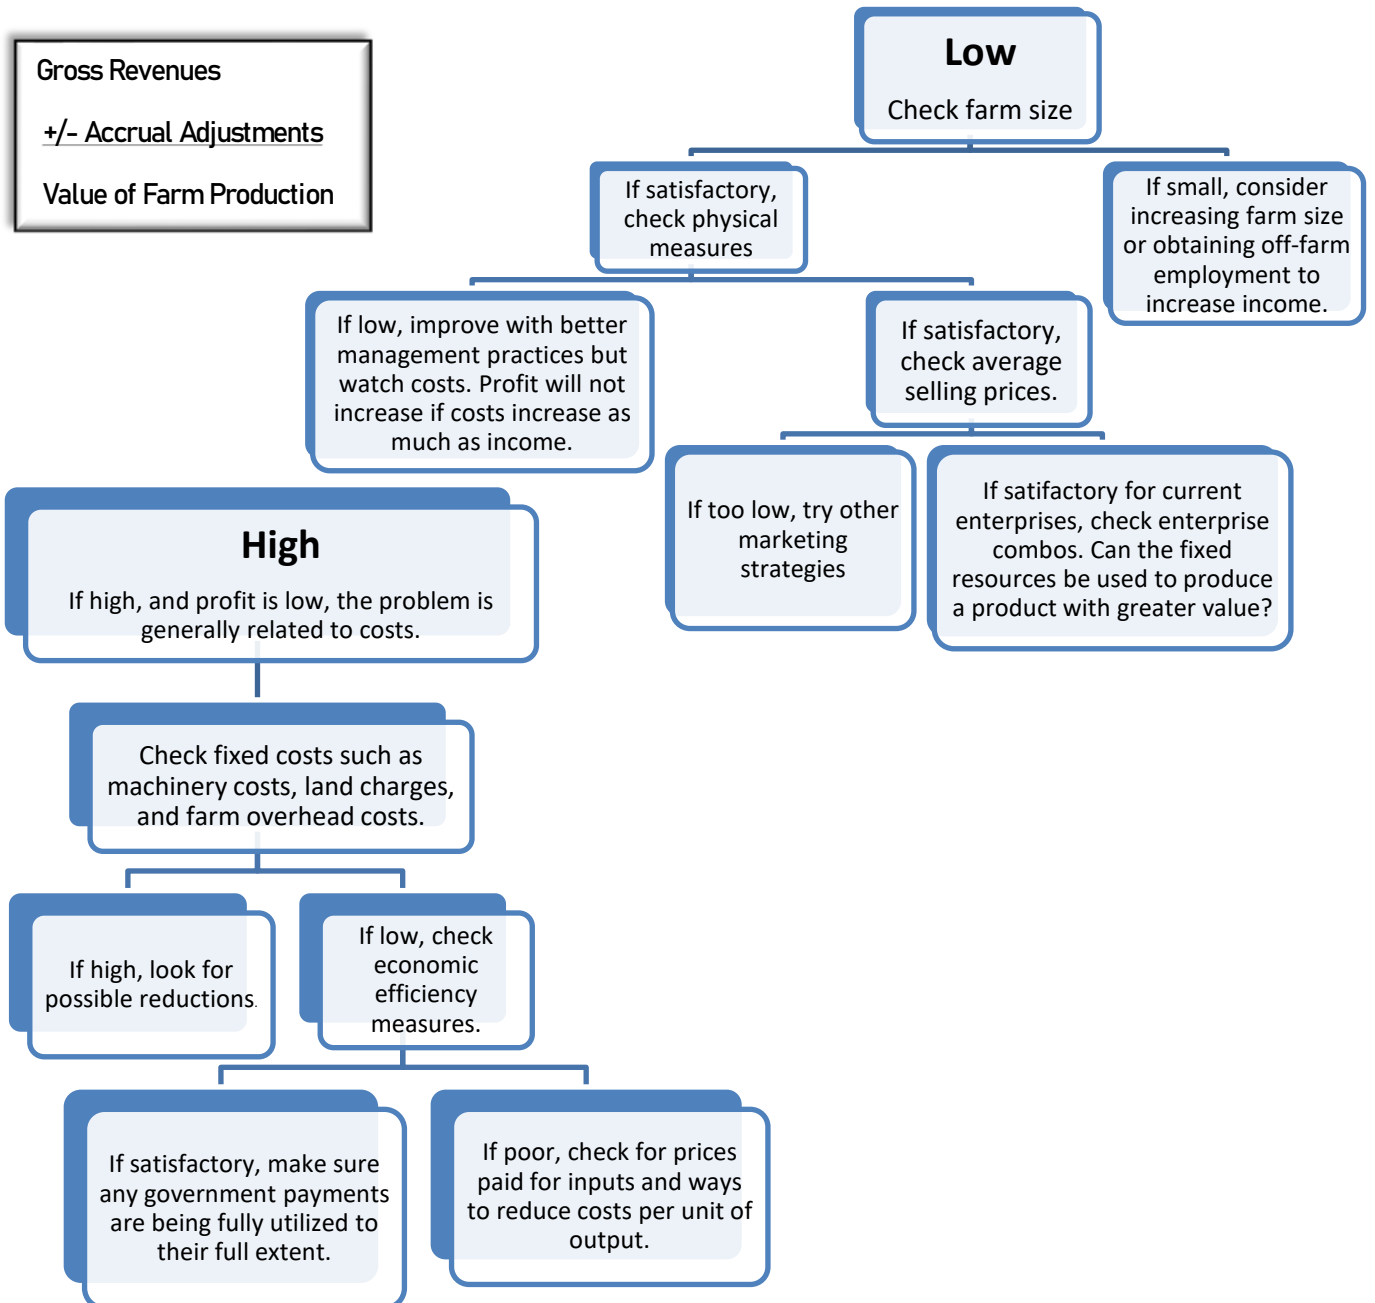 Gross Revenues
+/- Accrual Adjustments
Value of Farm Production
Low
Check farm size
If satisfactory,
check physical
measures
If small, consider
increasing farm size
or obtaining off-farm
employment to
increase income.
If low, improve with better
management practices but
watch costs. Profit will not
increase if costs increase as
much as income.
If satisfactory,
check average
selling prices.
If too low, try other
marketing
strategies
If satifactory for current
enterprises, check enterprise
combos. Can the fixed
resources be used to produce
a product with greater value?
High
If high, and profit is low, the problem is
generally related to costs.
Check fixed costs such as
machinery costs, land charges,
and farm overhead costs.
If high, look for
possible reductions.
If low, check
economic
efficiency
measures.
If satisfactory, make sure
any government payments
are being fully utilized to
their full extent.
If poor, check for prices
paid for inputs and ways
to reduce costs per unit of
output.